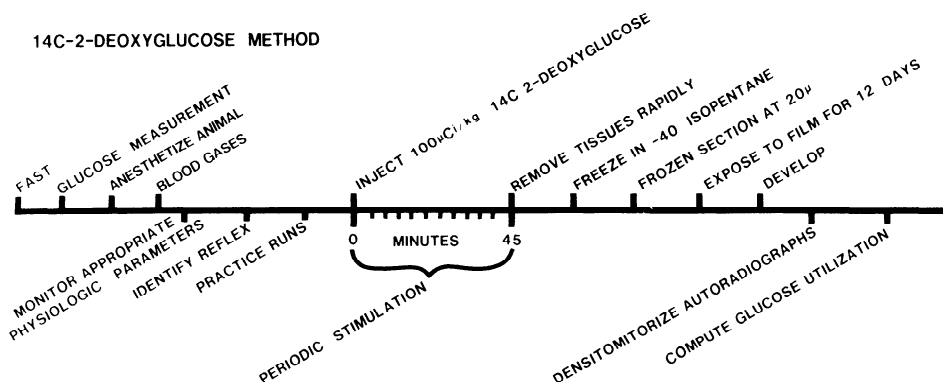 14C-2-DEOXYGLUCOSE METHOD
FAST
GLUCOSE MEASUREMENT
ANESTHETIZE ANIMAL
BLOOD GASES
MONITOR APPROPRIATE
PHYSIOLOGIC PARAMETERS
IDENTIFY REFLEX
PRACTICE RUNS
INJECT 100µCi/kg 14C 2-DEOXYGLUCOSE
0 MINUTES 45
PERIODIC STIMULATION
REMOVE TISSUES RAPIDLY
FREEZE IN -40 ISOPENTANE
FROZEN SECTION AT 20µ
EXPOSE TO FILM FOR 12 DAYS
DEVELOP
DENSITOMITORIZE AUTORADIOGRAPHS
COMPUTE GLUCOSE UTILIZATION